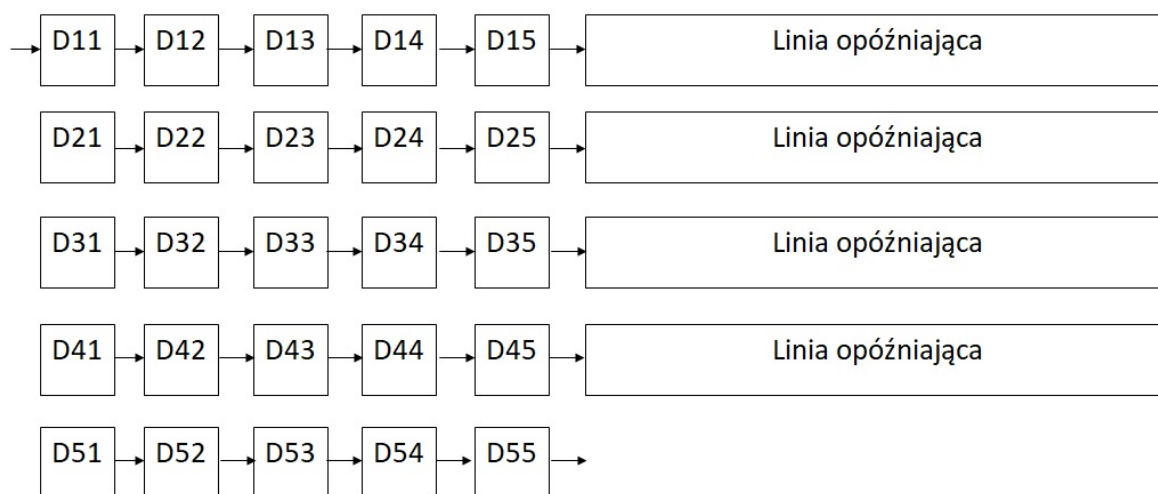 D11 D12 D13 D14 D15 Linia opóźniająca
D21 D22 D23 D24 D25 Linia opóźniająca
D31 D32 D33 D34 D35 Linia opóźniająca
D41 D42 D43 D44 D45 Linia opóźniająca
D51 D52 D53 D54 D55